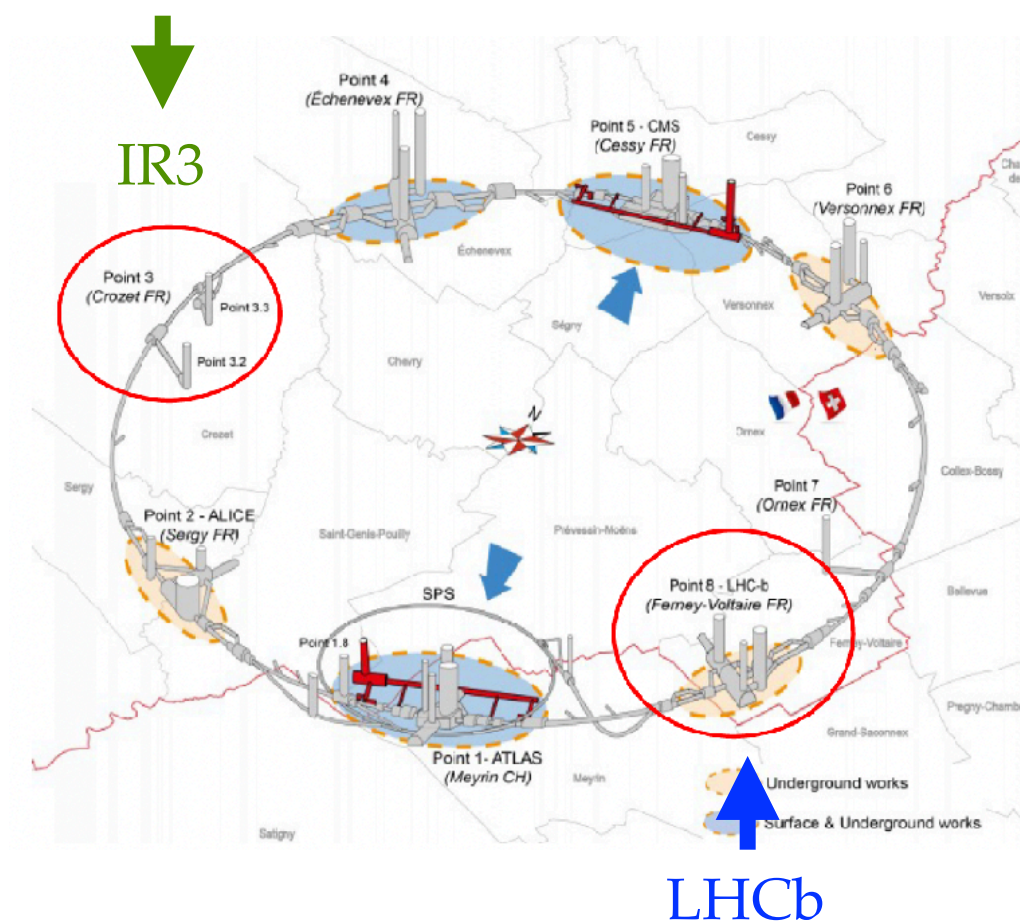 IR3
Point 4
(Échenevex FR)
Point 5 - CMS
(Cessy FR)
Cessy
Point 6
(Versonnex FR)
Échenevex
Point 3
(Crozet FR)
Point 3.3
Point 3.2
Versonnex
Versoix
Ségny
Chevry
N
Crozet
Ornex
Collex-Bossy
Sergy
Point 7
(Ornex FR)
Point 2 - ALICE
(Sergy FR)
Saint-Genis-Pouilly
Prévessin-Moëns
Point 8 - LHC-b
(Ferney-Voltaire FR)
SPS
Bellevue
Point 1.8
Ferney-Voltaire
Pregny-Chamb
Grand-Saconnex
Point 1- ATLAS
(Meyrin CH)
Meyrin
Underground works
Satigny
Surface & Underground works
LHCb